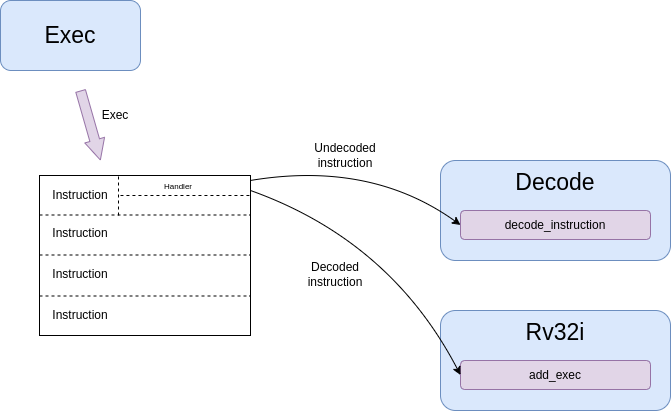 Exec
Exec
Undecoded
instruction
Decode
decode_instruction
Instruction
Handler
Instruction
Instruction
Instruction
Decoded
instruction
Rv32i
add_exec